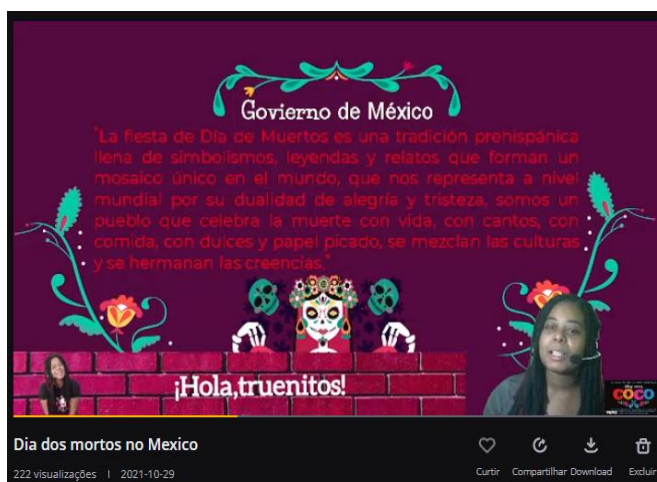 Govierno de México
"La fiesta de Día de Muertos es una tradición prehispánica
llena de simbolismos, leyendas y relatos que forman un
mosaico único en el mundo, que nos representa a nivel
mundial por su dualidad de alegría y tristeza, somos un
pueblo que celebra la muerte con vida, con cantos, con
comida, con dulces y papel picado, se mezclan las culturas
y se hermanan las creencias."
¡Hola,truenitos!
COCO
Dia dos mortos no Mexico
222 visualizações | 2021-10-29
Curtir Compartilhar Download Excluir